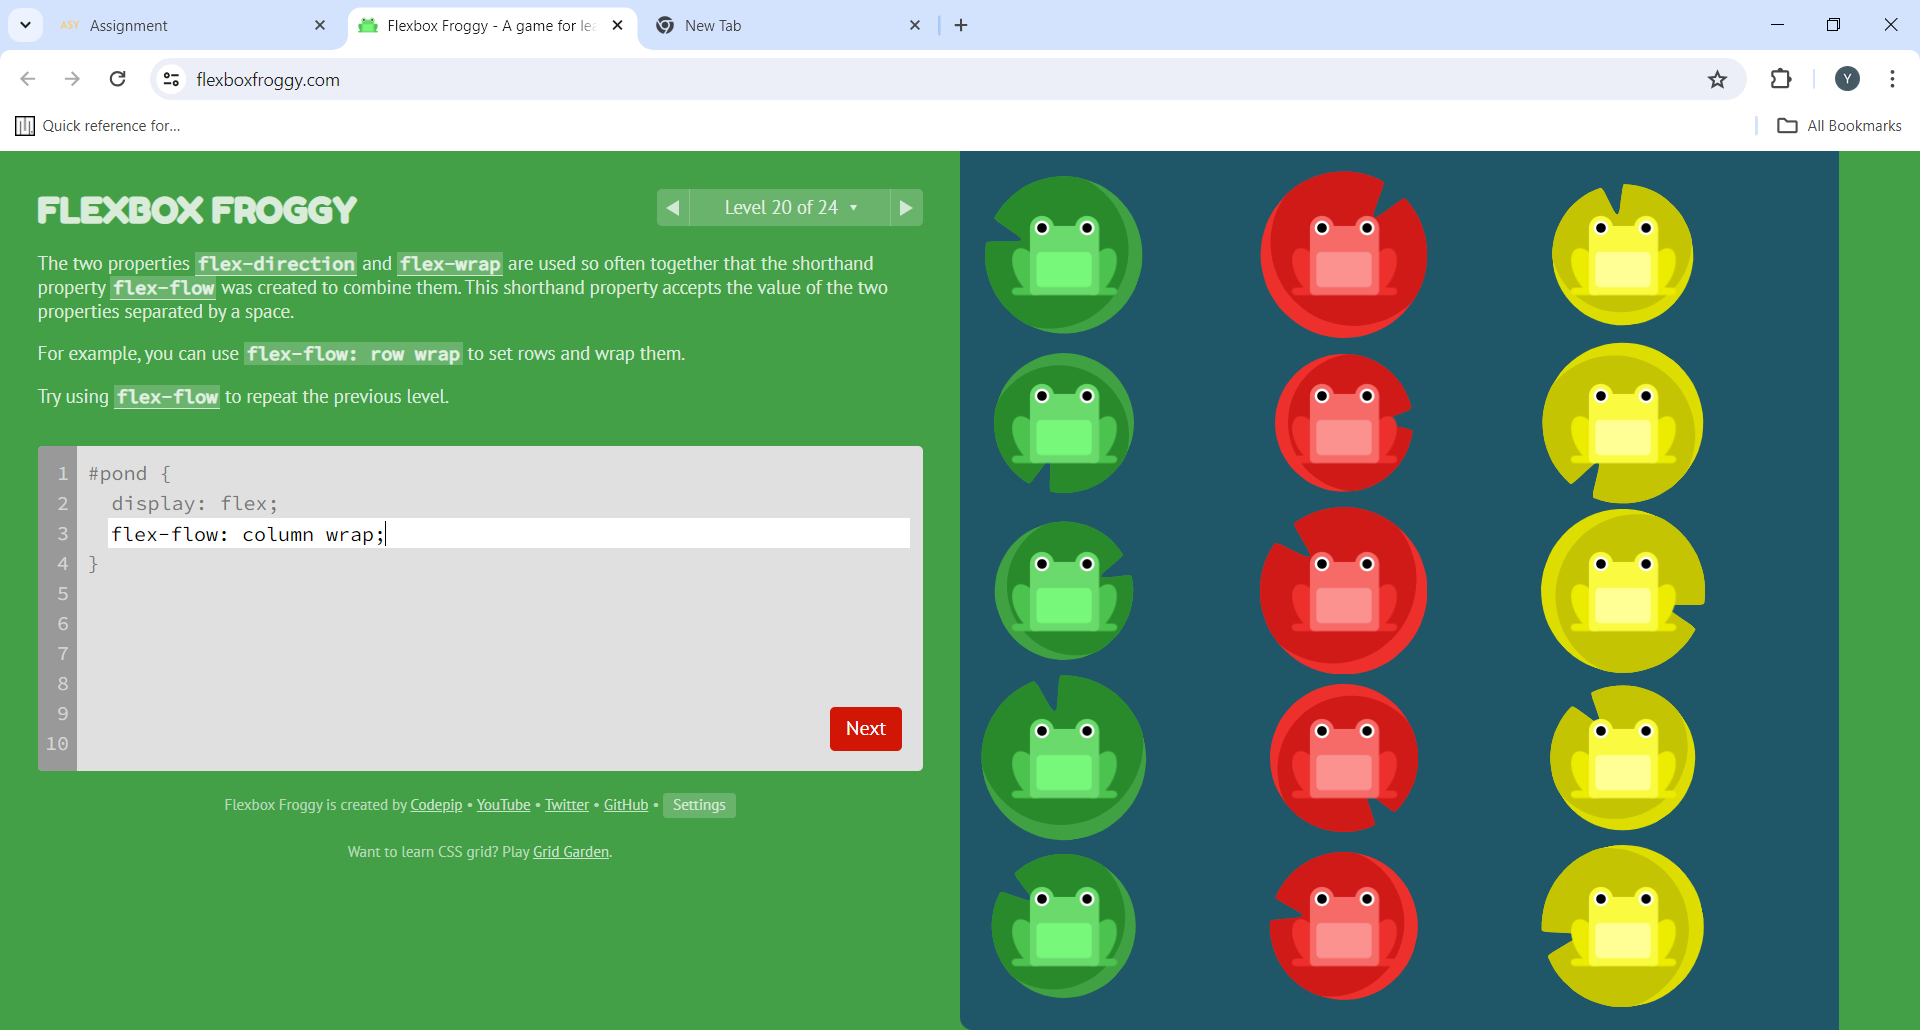 ASY Assignment
Flexbox Froggy - A game for lea
New Tab
flexboxfroggy.com
Y
Quick reference for...
All Bookmarks
FLEXBOX FROGGY
Level 20 of 24
The two properties flex-direction and flex-wrap are used so often together that the shorthand
property flex-flow was created to combine them. This shorthand property accepts the value of the two
properties separated by a space.
For example, you can use flex-flow: row wrap to set rows and wrap them.
Try using flex-flow to repeat the previous level.
1 #pond {
2 display: flex;
3 flex-flow: column wrap;
4 }
5
6
7
8
9
10
Next
Flexbox Froggy is created by Codepip • YouTube • Twitter • GitHub • Settings
Want to learn CSS grid? Play Grid Garden.